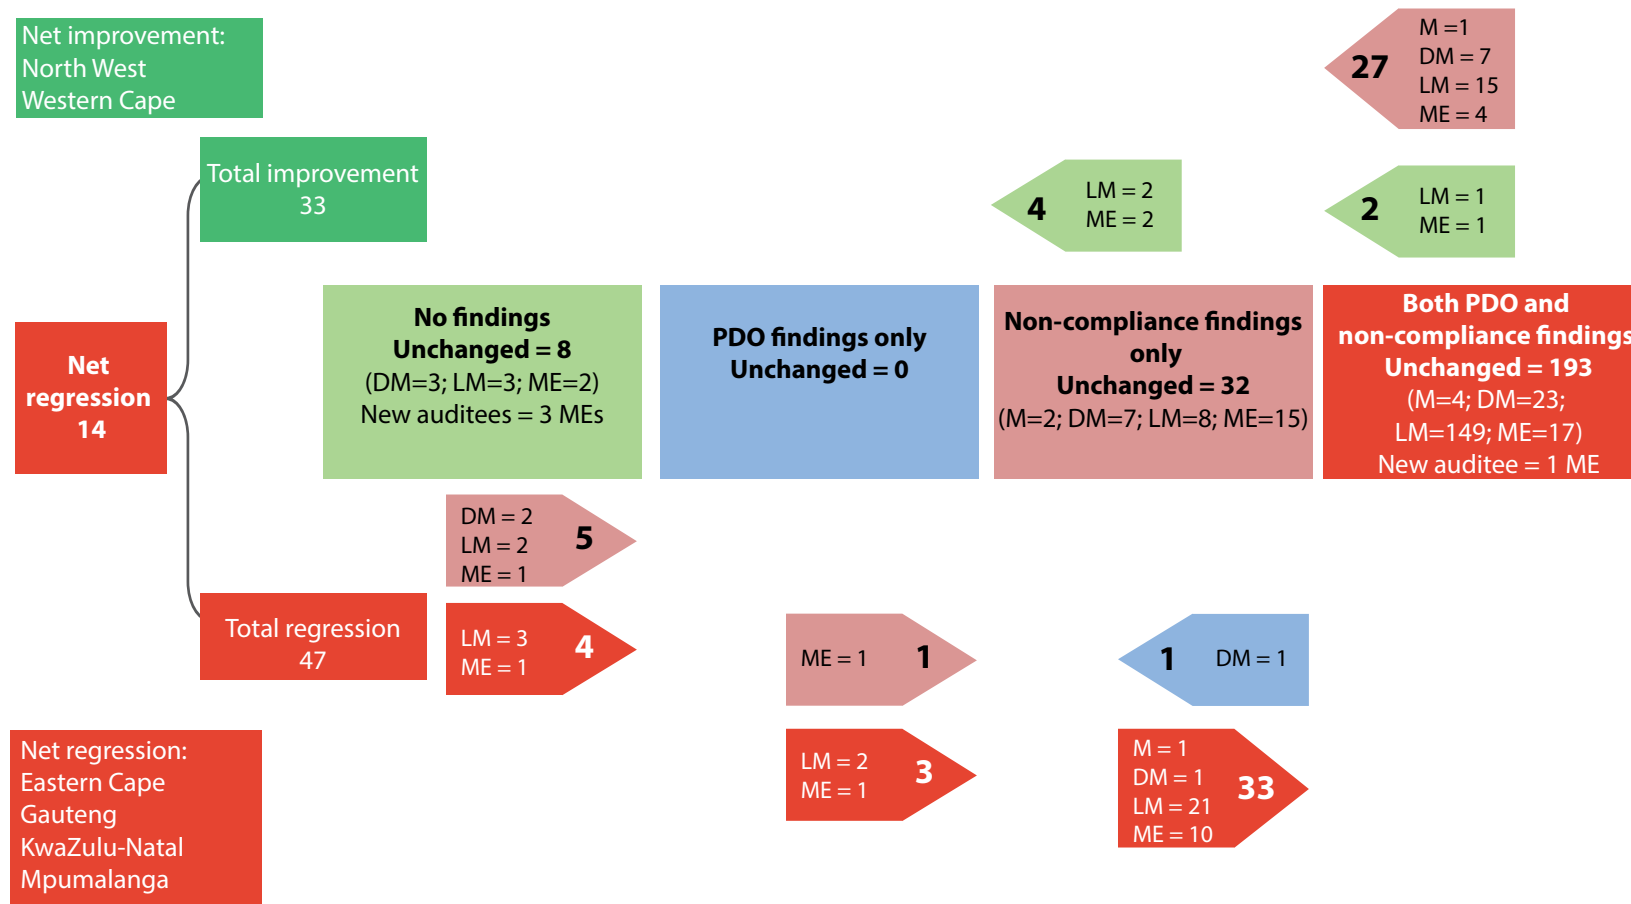 Net improvement:
North West
Western Cape
Total improvement
33
Net
regression
14
Total regression
47
Net regression:
Eastern Cape
Gauteng
KwaZulu-Natal
Mpumalanga
27
M =1
DM = 7
LM = 15
ME = 4
4
LM = 2
ME = 2
2
LM = 1
ME = 1
No findings
Unchanged = 8
(DM=3; LM=3; ME=2)
New auditees = 3 MEs
PDO findings only
Unchanged = 0
Non-compliance findings
only
Unchanged = 32
(M=2; DM=7; LM=8; ME=15)
Both PDO and
non-compliance findings
Unchanged = 193
(M=4; DM=23;
LM=149; ME=17)
New auditee = 1 ME
DM = 2
LM = 2
ME = 1
5
LM = 3
ME = 1
4
ME = 1
1
1
DM = 1
LM = 2
ME = 1
3
M = 1
DM = 1
LM = 21
ME = 10
33